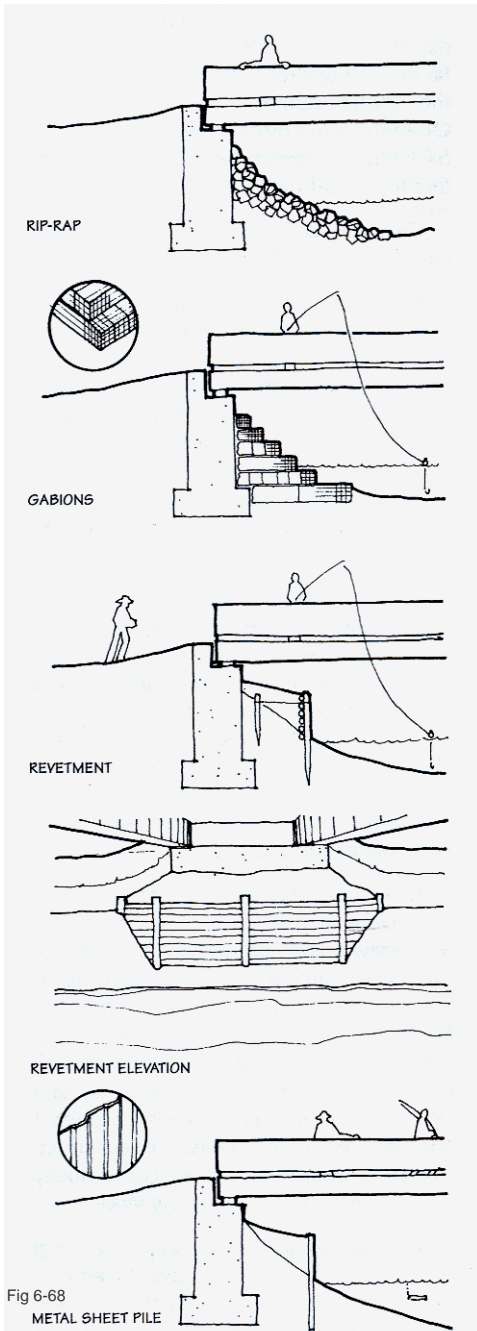 RIP-RAP
GABIONS
REVETMENT
REVETMENT ELEVATION
Fig 6-68
METAL SHEET PILE